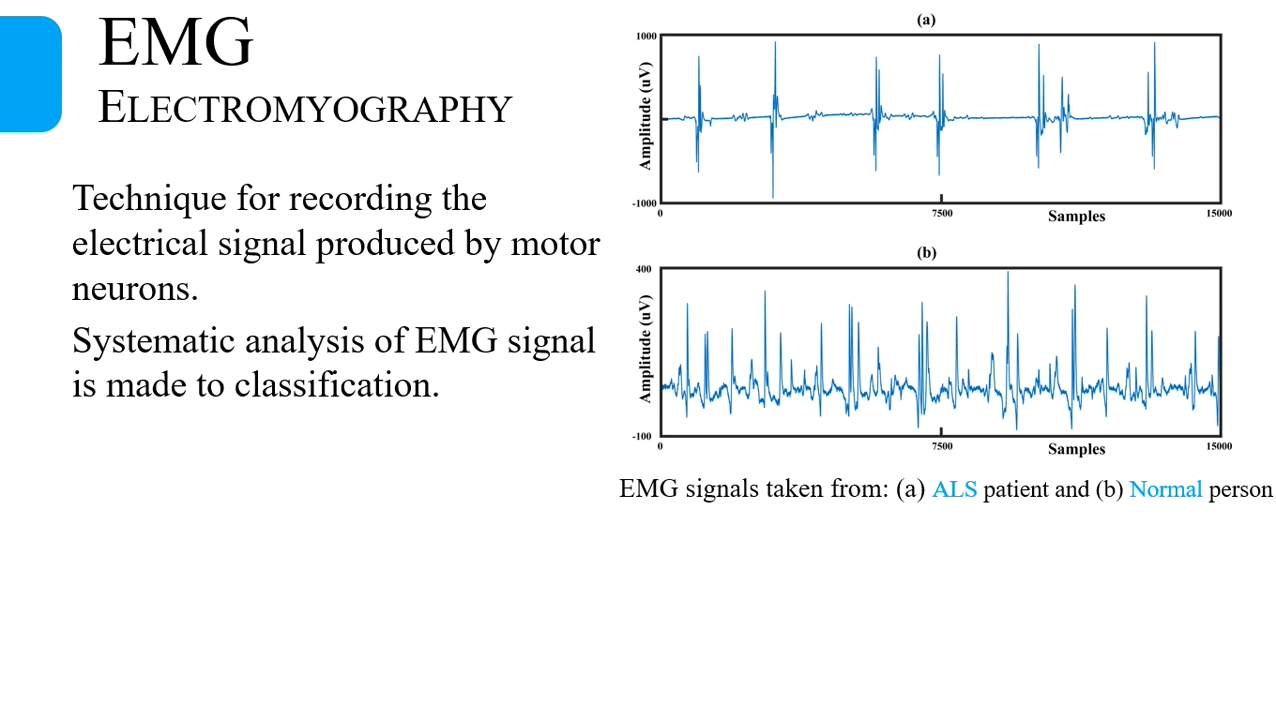 EMG
ELECTROMYOGRAPHY
Technique for recording the
electrical signal produced by motor
neurons.
Systematic analysis of EMG signal
is made to classification.
(a)
1000
Amplitude (uV)
-1000
0
7500
Samples
15000
(b)
400
Amplitude (uV)
-100
0
7500
Samples
15000
EMG signals taken from: (a) ALS patient and (b) Normal person